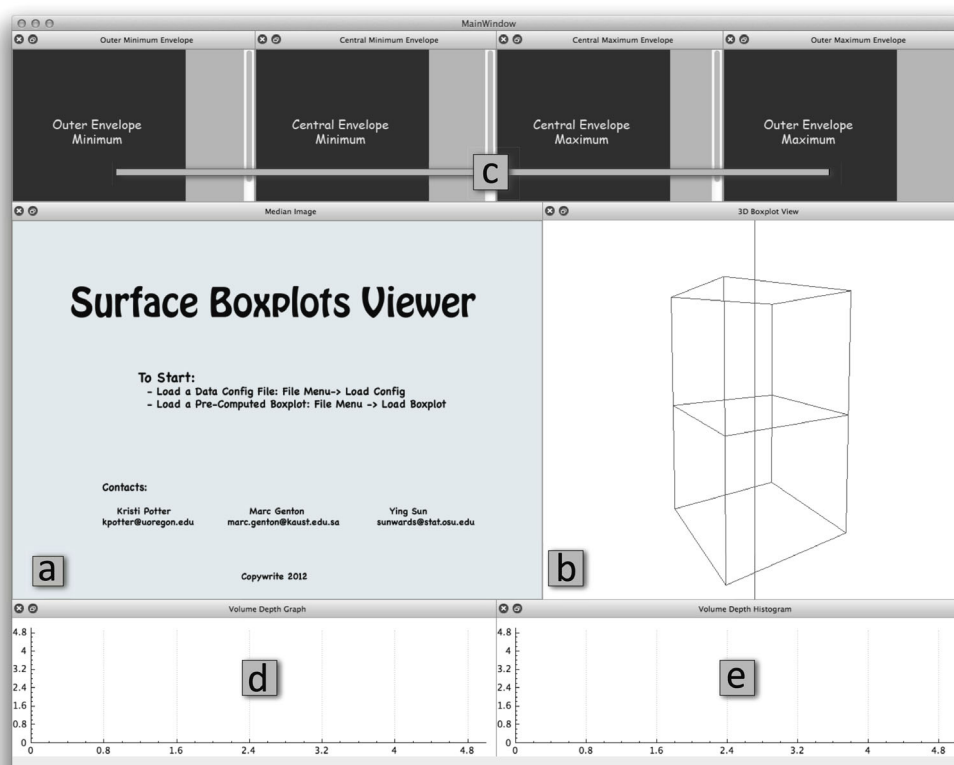 MainWindow
Outer Minimum Envelope
Central Minimum Envelope
Central Maximum Envelope
Outer Maximum Envelope
Outer Envelope
Minimum
Central Envelope
Minimum
Central Envelope
Maximum
Outer Envelope
Maximum
c
Median Image
3D Boxplot View
Surface Boxplots Viewer
To Start:
- Load a Data Config File: File Menu-> Load Config
- Load a Pre-Computed Boxplot: File Menu -> Load Boxplot
Contacts:
Kristi Potter
kpotter@uoregon.edu
Marc Genton
marc.genton@kaust.edu.sa
Ying Sun
sunwards@stat.osu.edu
Copywrite 2012
a
b
Volume Depth Graph
4.8
4
3.2
2.4
1.6
0.8
0
0 0.8 1.6 2.4 3.2 4 4.8
d
Volume Depth Histogram
4.8
4
3.2
2.4
1.6
0.8
0
0 0.8 1.6 2.4 3.2 4 4.8
e